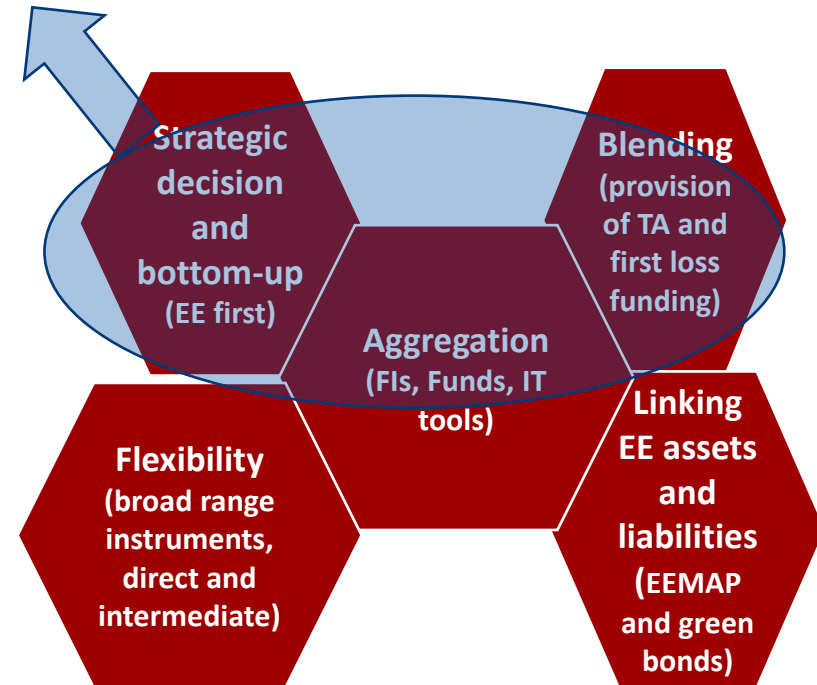 Strategic
decision
and
bottom-up
(EE first)
Blending
(provision
of TA and
first loss
funding)
Aggregation
(FIs, Funds, IT
tools)
Flexibility
(broad range
instruments,
direct and
intermediate)
Linking
EE assets
and
liabilities
(EEMAP
and green
bonds)